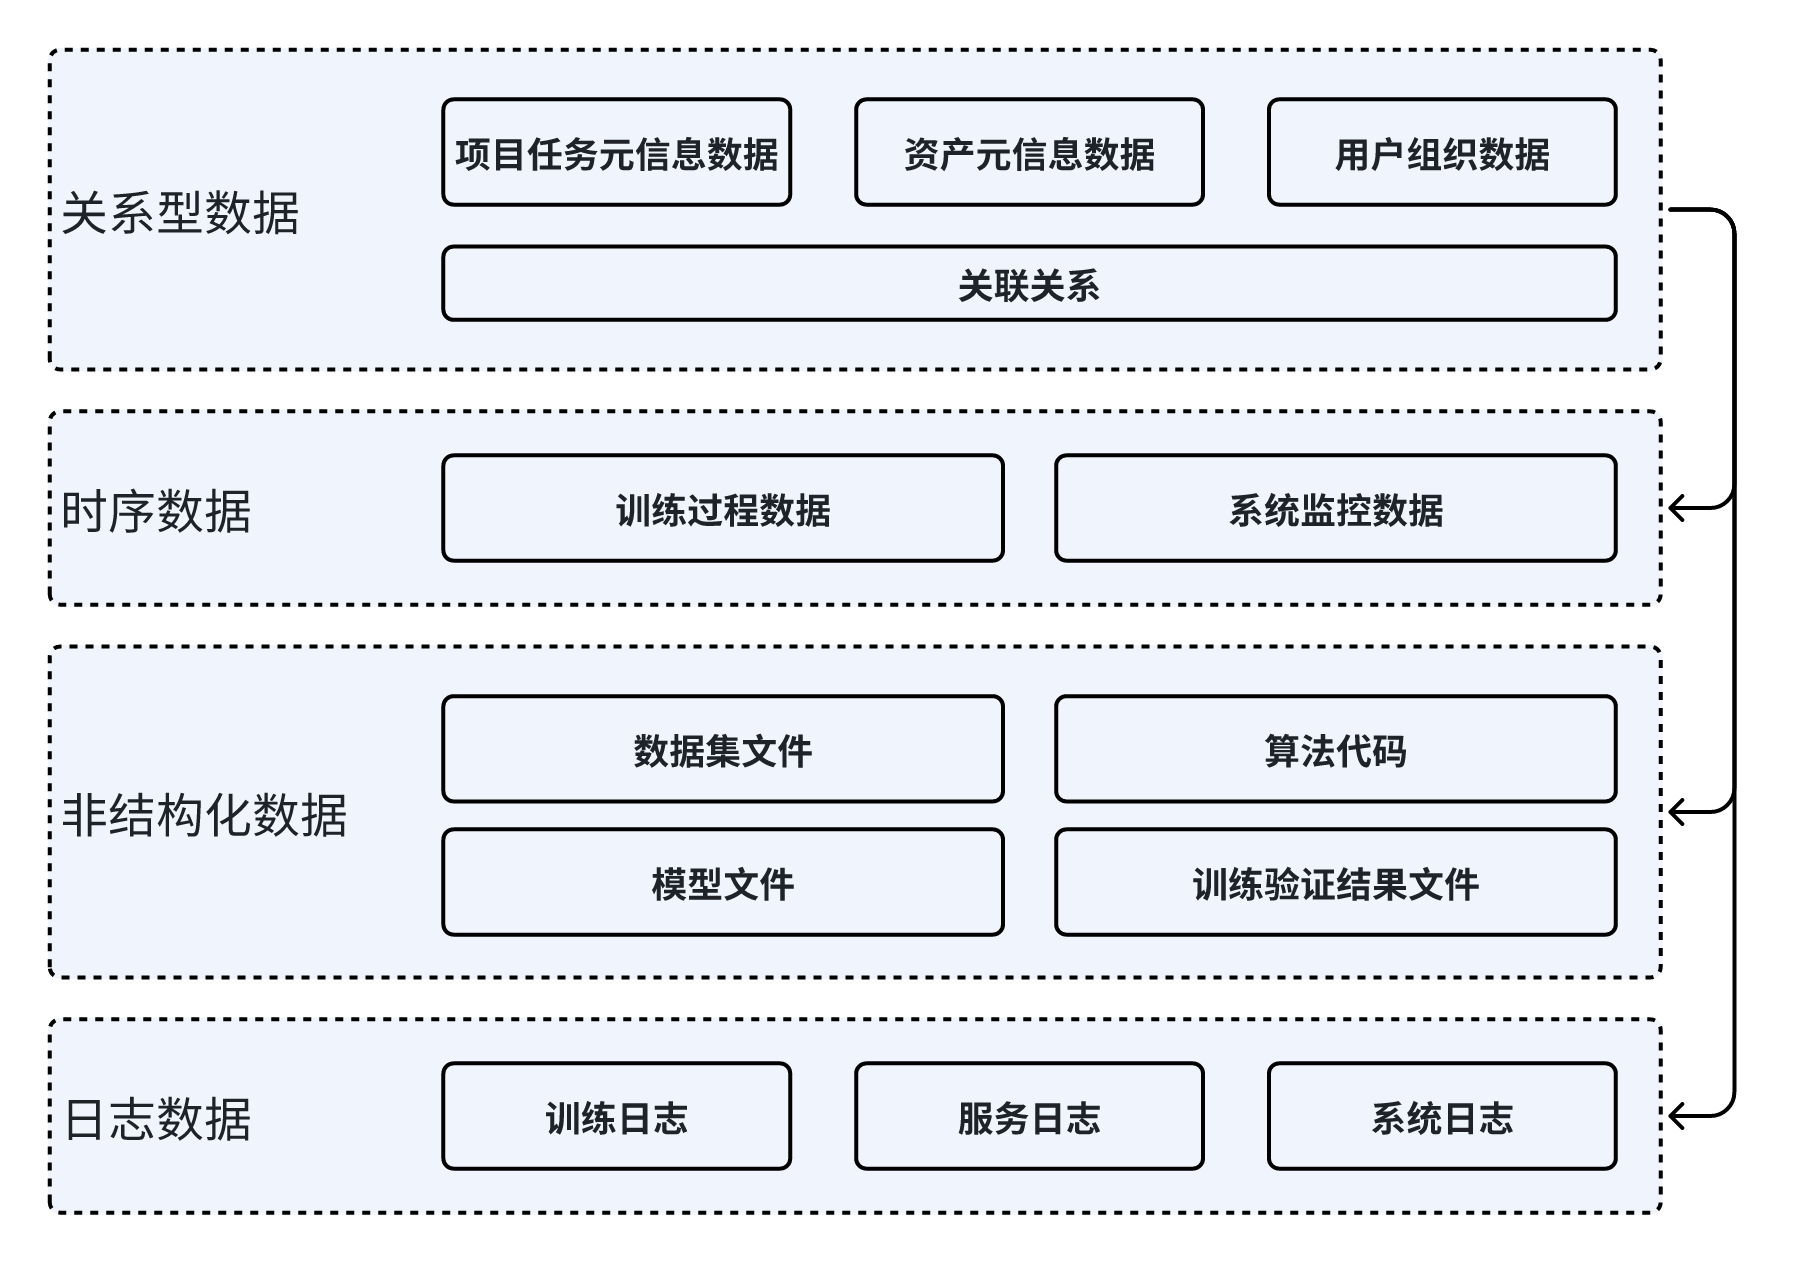 关系型数据
项目任务元信息数据
资产元信息数据
用户组织数据
关联关系
时序数据
训练过程数据
系统监控数据
非结构化数据
数据集文件
算法代码
模型文件
训练验证结果文件
日志数据
训练日志
服务日志
系统日志